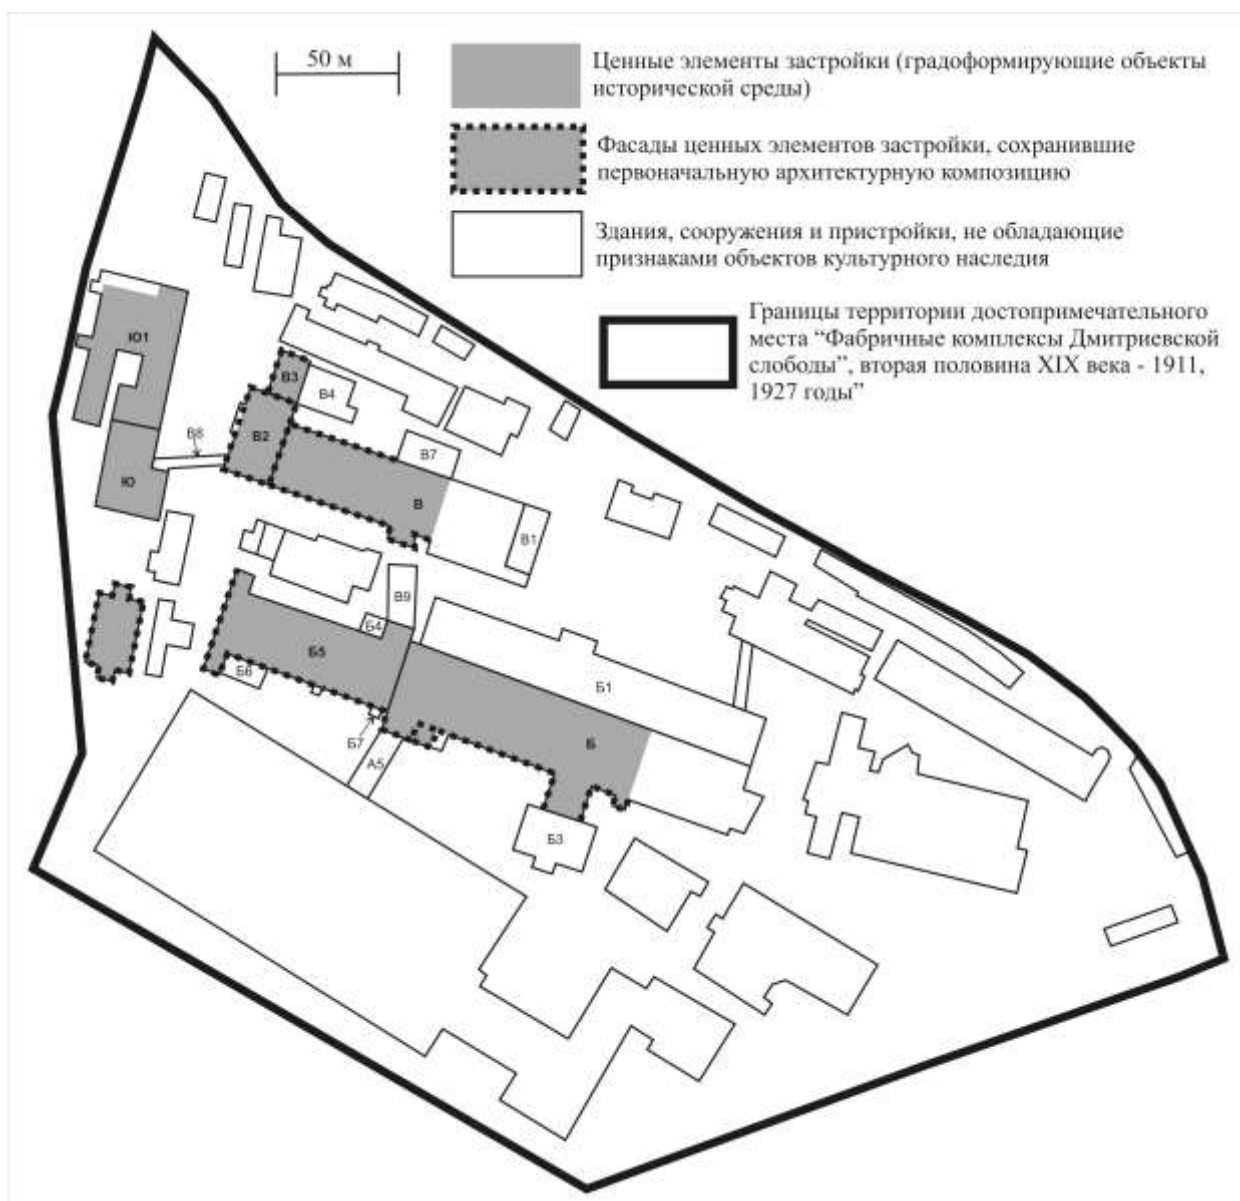 50 м
Ценные элементы застройки (градоформирующие объекты
исторической среды)
Фасады ценных элементов застройки, сохранившие
первоначальную архитектурную композицию
Здания, сооружения и пристройки, не обладающие
признаками объектов культурного наследия
Границы территории достопримечательного
места “Фабричные комплексы Дмитриевской
слободы”, вторая половина XIX века - 1911,
1927 годы”
Ю1
В3
В4
В8
В2
В7
Ю
В
В1
В9
Б4
Б5
Б6
Б1
Б7
А5
Б
Б3